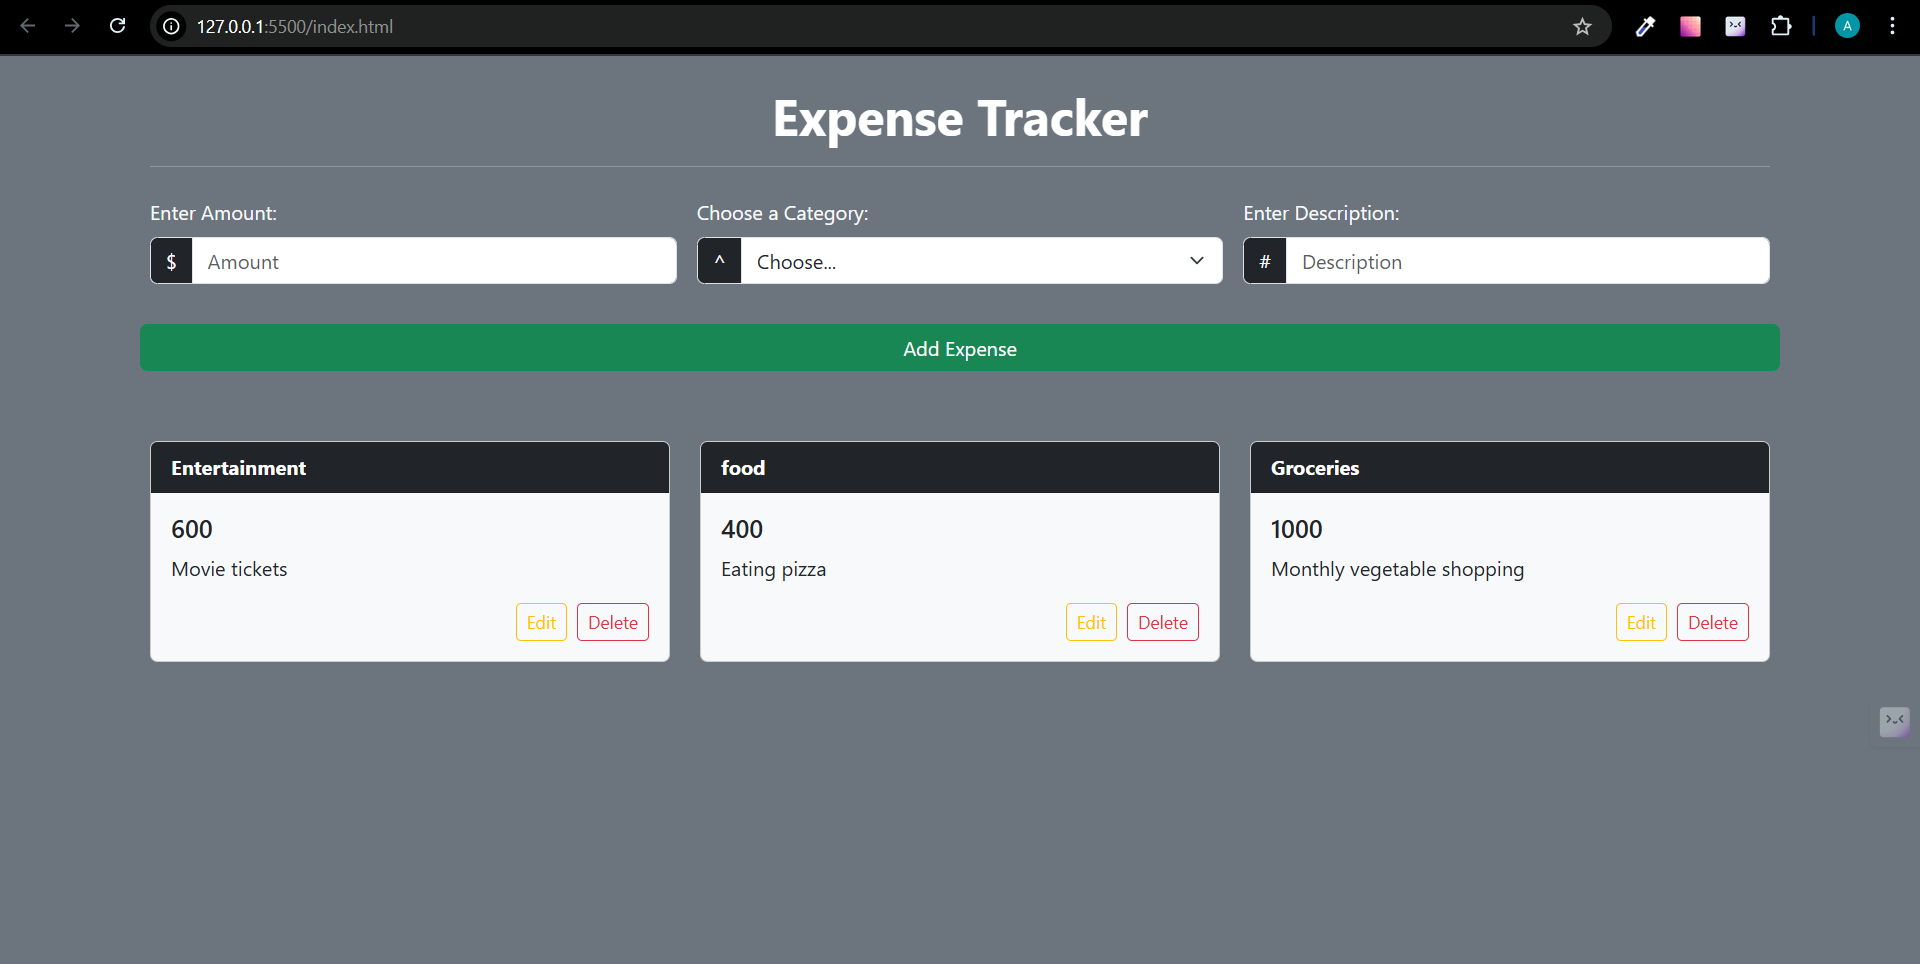 127.0.0.1:5500/index.html
A
Expense Tracker
Enter Amount:
Choose a Category:
Enter Description:
$ Amount
^ Choose...
# Description
Add Expense
Entertainment
600
Movie tickets
Edit Delete
food
400
Eating pizza
Edit Delete
Groceries
1000
Monthly vegetable shopping
Edit Delete